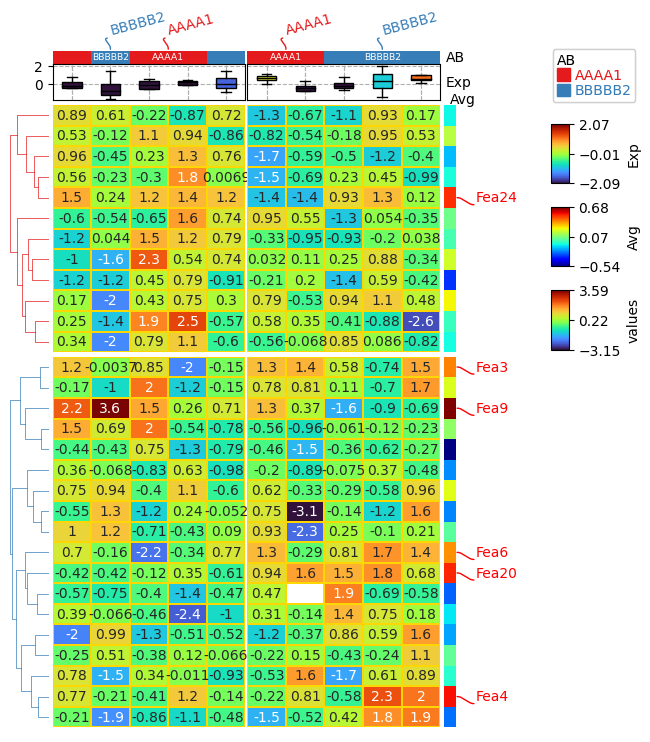 BBBBB2 AAAA1 AAAA1 BBBBB2
BBBBB2 AAAA1 AAAA1 BBBBB2 AB
2
0
Exp
Avg
0.89 0.61 -0.22 -0.87 0.72 -1.3 -0.67 -1.1 0.93 0.17
0.53 -0.12 1.1 0.94 -0.86 -0.82 -0.54 -0.18 0.95 0.53
0.96 -0.45 0.23 1.3 0.76 -1.7 -0.59 -0.5 -1.2 -0.4
0.56 -0.23 -0.3 1.8 0.0069 -1.5 -0.69 0.23 0.45 -0.99
1.5 0.24 1.2 1.4 1.2 -1.4 -1.4 0.93 1.3 0.12 Fea24
-0.6 -0.54 -0.65 1.6 0.74 0.95 0.55 -1.3 0.054 -0.35
-1.2 0.044 1.5 1.2 0.79 -0.33 -0.95 -0.93 -0.2 0.038
-1 -1.6 2.3 0.54 0.74 0.032 0.11 0.25 0.88 -0.34
-1.2 -1.2 0.45 0.79 -0.91 -0.21 0.2 -1.4 0.59 -0.42
0.17 -2 0.43 0.75 0.3 0.79 -0.53 0.94 1.1 0.48
0.25 -1.4 1.9 2.5 -0.57 0.58 0.35 -0.41 -0.88 -2.6
0.34 -2 0.79 1.1 -0.6 -0.56 -0.068 0.85 0.086 -0.82
1.2 -0.0037 0.85 -2 -0.15 1.3 1.4 0.58 -0.74 1.5 Fea3
-0.17 -1 2 -1.2 -0.15 0.78 0.81 0.11 -0.7 1.7
2.2 3.6 1.5 0.26 0.71 1.3 0.37 -1.6 -0.9 -0.69 Fea9
1.5 0.69 2 -0.54 -0.78 -0.56 -0.96 -0.061 -0.12 -0.23
-0.44 -0.43 0.75 -1.3 -0.79 -0.46 -1.5 -0.36 -0.62 -0.27
0.36 -0.068 -0.83 0.63 -0.98 -0.2 -0.89 -0.075 0.37 -0.48
0.75 0.94 -0.4 1.1 -0.6 0.62 -0.33 -0.29 -0.58 0.96
-0.55 1.3 -1.2 0.24 -0.052 0.75 -3.1 -0.14 -1.2 1.6
1 1.2 -0.71 -0.43 0.09 0.93 -2.3 0.25 -0.1 0.21
0.7 -0.16 -2.2 -0.34 0.77 1.3 -0.29 0.81 1.7 1.4 Fea6
-0.42 -0.42 -0.12 0.35 -0.61 0.94 1.6 1.5 1.8 0.68 Fea20
-0.57 -0.75 -0.4 -1.4 -0.47 0.47 1.9 -0.69 -0.58
0.39 -0.066 -0.46 -2.4 -1 0.31 -0.14 1.4 0.75 0.18
-2 0.99 -1.3 -0.51 -0.52 -1.2 -0.37 0.86 0.59 1.6
-0.25 0.51 -0.38 0.12 -0.066 -0.22 0.15 -0.43 -0.24 1.1
0.78 -1.5 0.34 -0.011 -0.93 -0.53 1.6 -1.7 0.61 0.89
0.77 -0.21 -0.41 1.2 -0.14 -0.22 0.81 -0.58 2.3 2 Fea4
-0.21 -1.9 -0.86 -1.1 -0.48 -1.5 -0.52 0.42 1.8 1.9
AB
AAAA1
BBBBB2
2.07
-0.01
-2.09
Exp
0.68
0.07
-0.54
Avg
3.59
0.22
-3.15
values